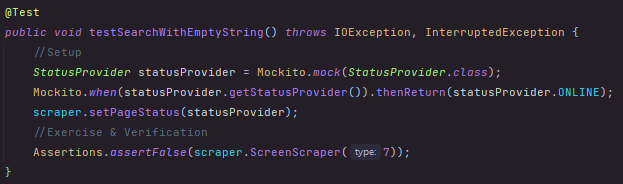 @Test
public void testSearchWithEmptyString() throws IOException, InterruptedException {
//Setup
StatusProvider statusProvider = Mockito.mock(StatusProvider.class);
Mockito.when(statusProvider.getStatusProvider()).thenReturn(statusProvider.ONLINE);
scraper.setPageStatus(statusProvider);
//Exercise & Verification
Assertions.assertFalse(scraper.ScreenScraper( type: 7));
}